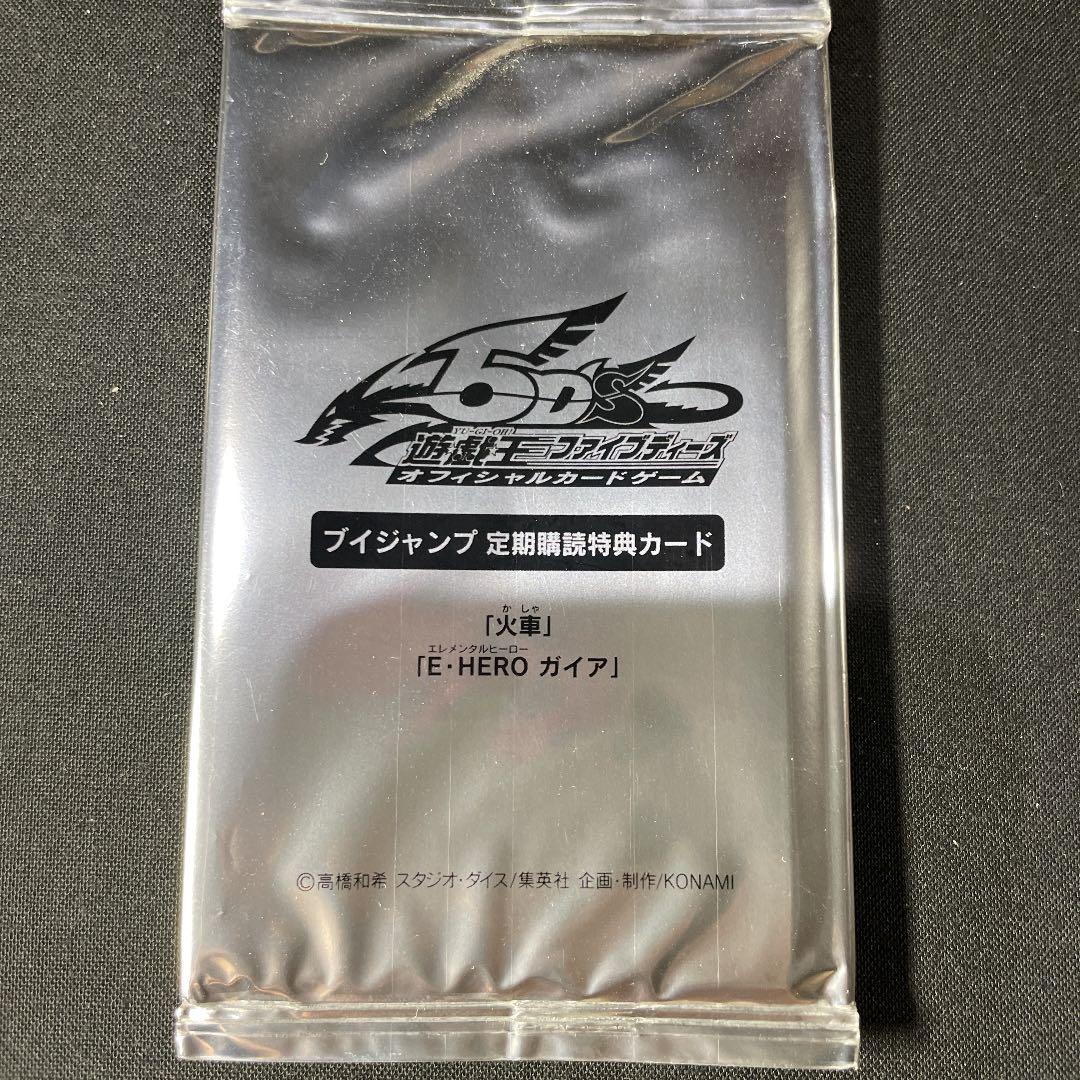 5D's
YU-GI-OH!
遊戯王ファイブディーズ
オフィシャルカードゲーム
ブイジャンプ 定期購読特典カード
かしゃ
「火車」
エレメンタルヒーロー
「E・HERO ガイア」
©高橋和希 スタジオ・ダイス/集英社 企画・制作/KONAMI